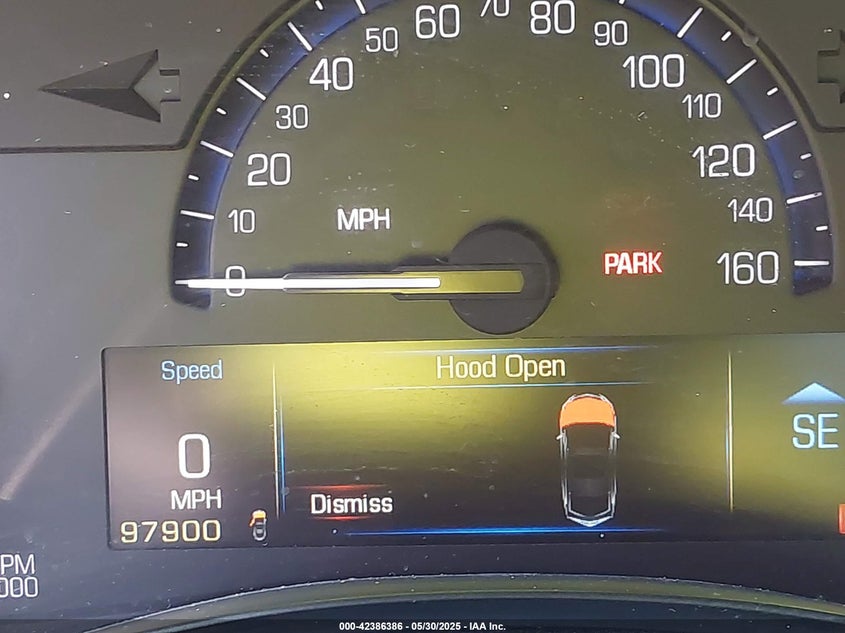 60 70 80
50 90
40 100
30 110
20 120
10 MPH 140
0 PARK 160
Speed Hood Open
0 SE
MPH Dismiss
97900
PM
000
000-42386386 - 05/30/2025 - IAA Inc.